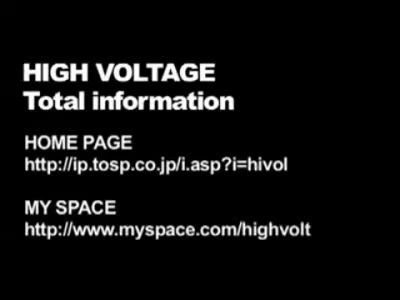 HIGH VOLTAGE
Total information
HOME PAGE
http://ip.tosp.co.jp/i.asp?i=hivol
MY SPACE
http://www.myspace.com/highvolt